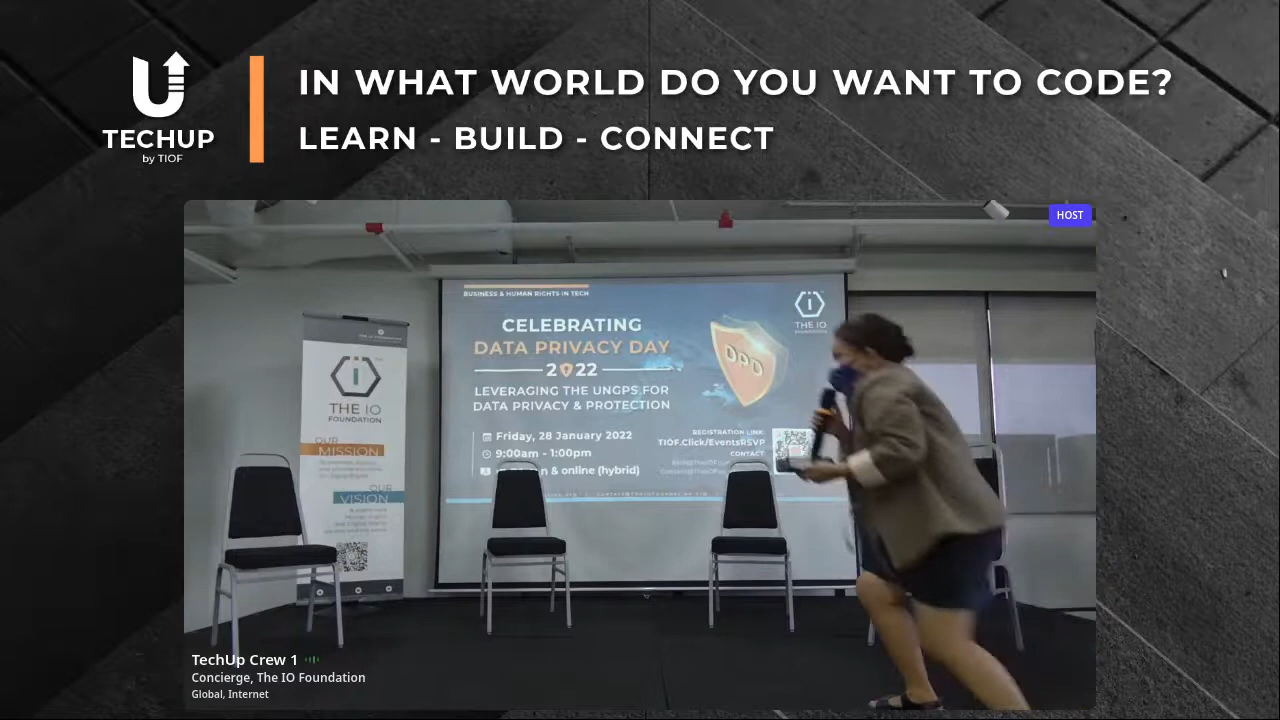 IN WHAT WORLD DO YOU WANT TO CODE?
LEARN - BUILD - CONNECT
TECHUP
by TIOF
HOST
BUSINESS & HUMAN RIGHTS IN TECH
THE IO
CELEBRATING
DATA PRIVACY DAY
2022
LEVERAGING THE UNGPS FOR
DATA PRIVACY & PROTECTION
DPD
Friday, 28 January 2022
9:00am - 1:00pm
& online (hybrid)
REGISTRATION LINK:
TIOF.Click/EventsRSVP
CONTACT
THE IO
FOUNDATION
OUR
MISSION
OUR
VISION
TechUp Crew 1
Concierge, The IO Foundation
Global, Internet